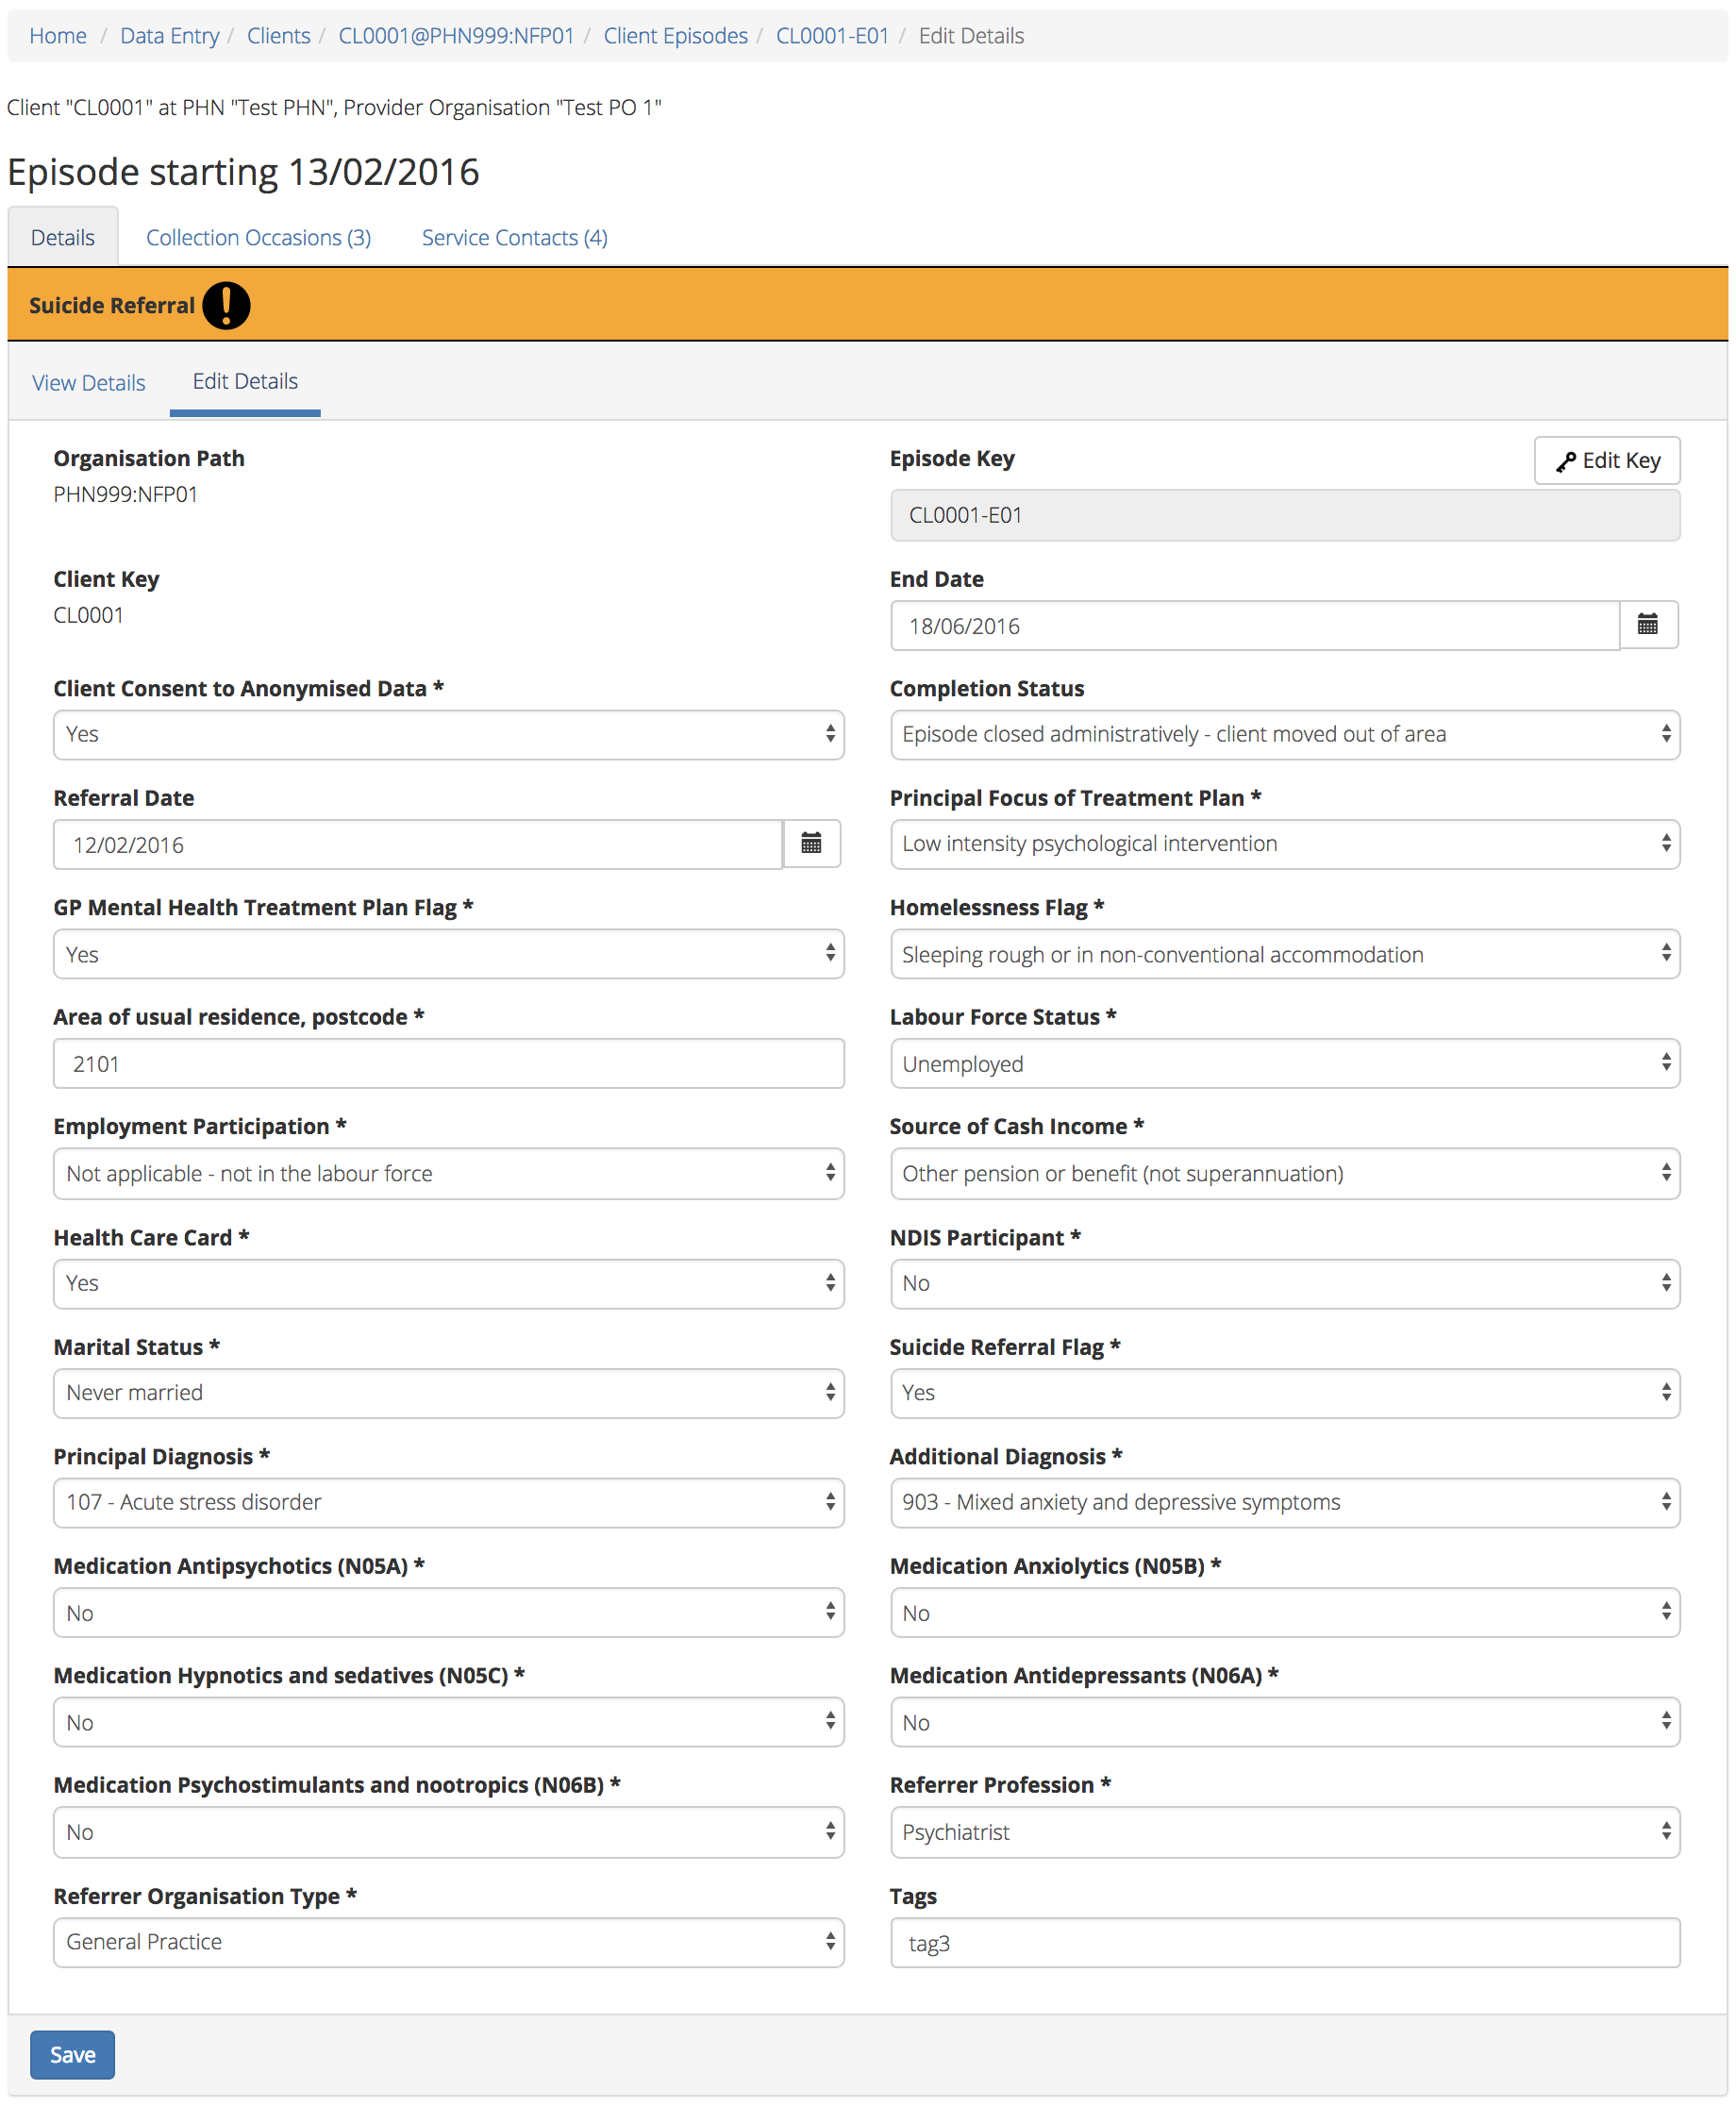 Home / Data Entry / Clients / CL0001@PHN999:NFP01 / Client Episodes / CL0001-E01 / Edit Details
Client "CL0001" at PHN "Test PHN", Provider Organisation "Test PO 1"
Episode starting 13/02/2016
Details Collection Occasions (3) Service Contacts (4)
Suicide Referral
View Details Edit Details
Organisation Path
PHN999:NFP01
Episode Key
Edit Key
CL0001-E01
Client Key
CL0001
End Date
18/06/2016
Client Consent to Anonymised Data *
Yes
Completion Status
Episode closed administratively - client moved out of area
Referral Date
12/02/2016
Principal Focus of Treatment Plan *
Low intensity psychological intervention
GP Mental Health Treatment Plan Flag *
Yes
Homelessness Flag *
Sleeping rough or in non-conventional accommodation
Area of usual residence, postcode *
2101
Labour Force Status *
Unemployed
Employment Participation *
Not applicable - not in the labour force
Source of Cash Income *
Other pension or benefit (not superannuation)
Health Care Card *
Yes
NDIS Participant *
No
Marital Status *
Never married
Suicide Referral Flag *
Yes
Principal Diagnosis *
107 - Acute stress disorder
Additional Diagnosis *
903 - Mixed anxiety and depressive symptoms
Medication Antipsychotics (N05A) *
No
Medication Anxiolytics (N05B) *
No
Medication Hypnotics and sedatives (N05C) *
No
Medication Antidepressants (N06A) *
No
Medication Psychostimulants and nootropics (N06B) *
No
Referrer Profession *
Psychiatrist
Referrer Organisation Type *
General Practice
Tags
tag3
Save